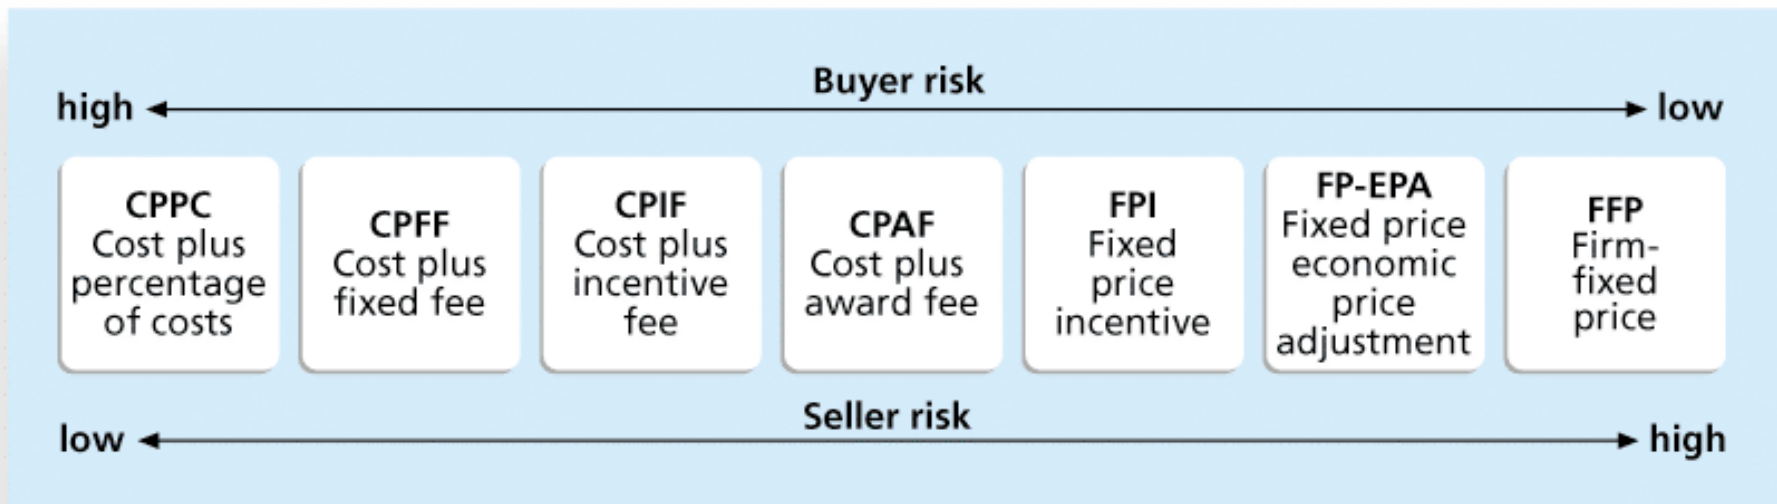 Buyer risk
high
low
CPPC
Cost plus
percentage
of costs
CPFF
Cost plus
fixed fee
CPIF
Cost plus
incentive
fee
CPAF
Cost plus
award fee
FPI
Fixed
price
incentive
FP-EPA
Fixed price
economic
price
adjustment
FFP
Firm-
fixed
price
Seller risk
low
high